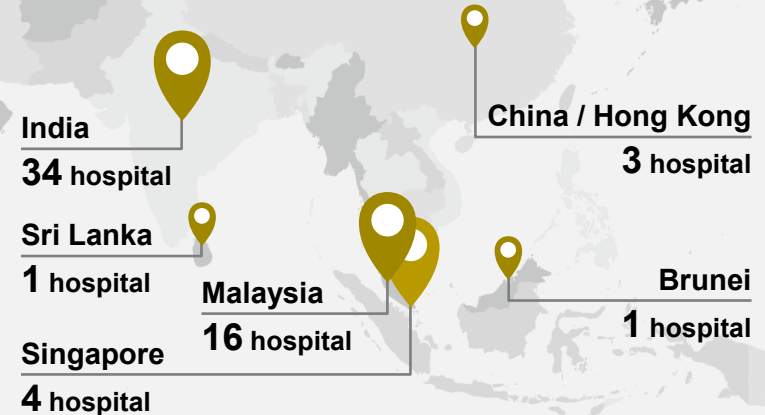 India
34 hospital
Sri Lanka
1 hospital
Malaysia
16 hospital
Singapore
4 hospital
China / Hong Kong
3 hospital
Brunei
1 hospital